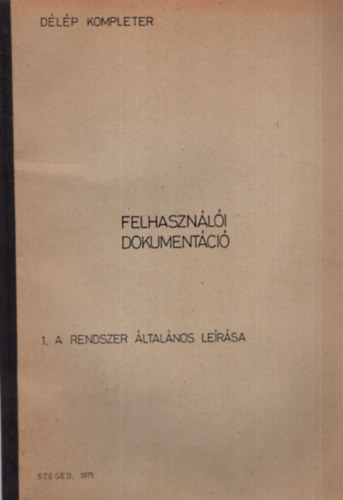 DÉLÉP KOMPLETER
FELHASZNÁLÓI
DOKUMENTÁCIÓ
1. A RENDSZER ÁLTALÁNOS LEÍRÁSA
SZEGED, 1975